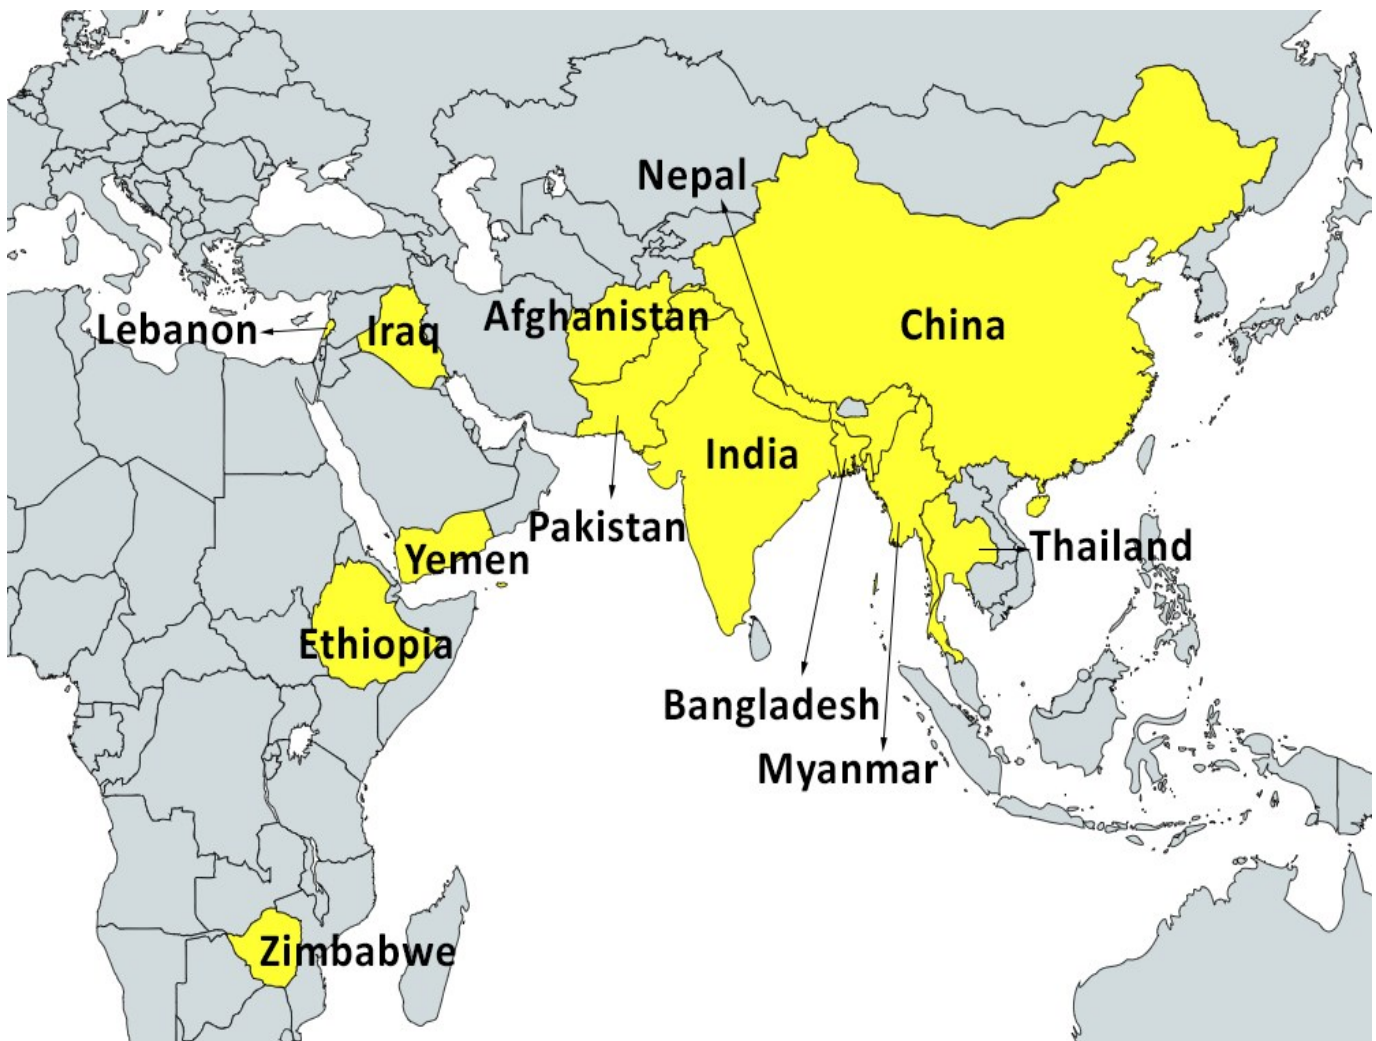 Nepal
Afghanistan
Lebanon
Iraq
China
India
Pakistan
Yemen
Thailand
Ethiopia
Bangladesh
Myanmar
Zimbabwe